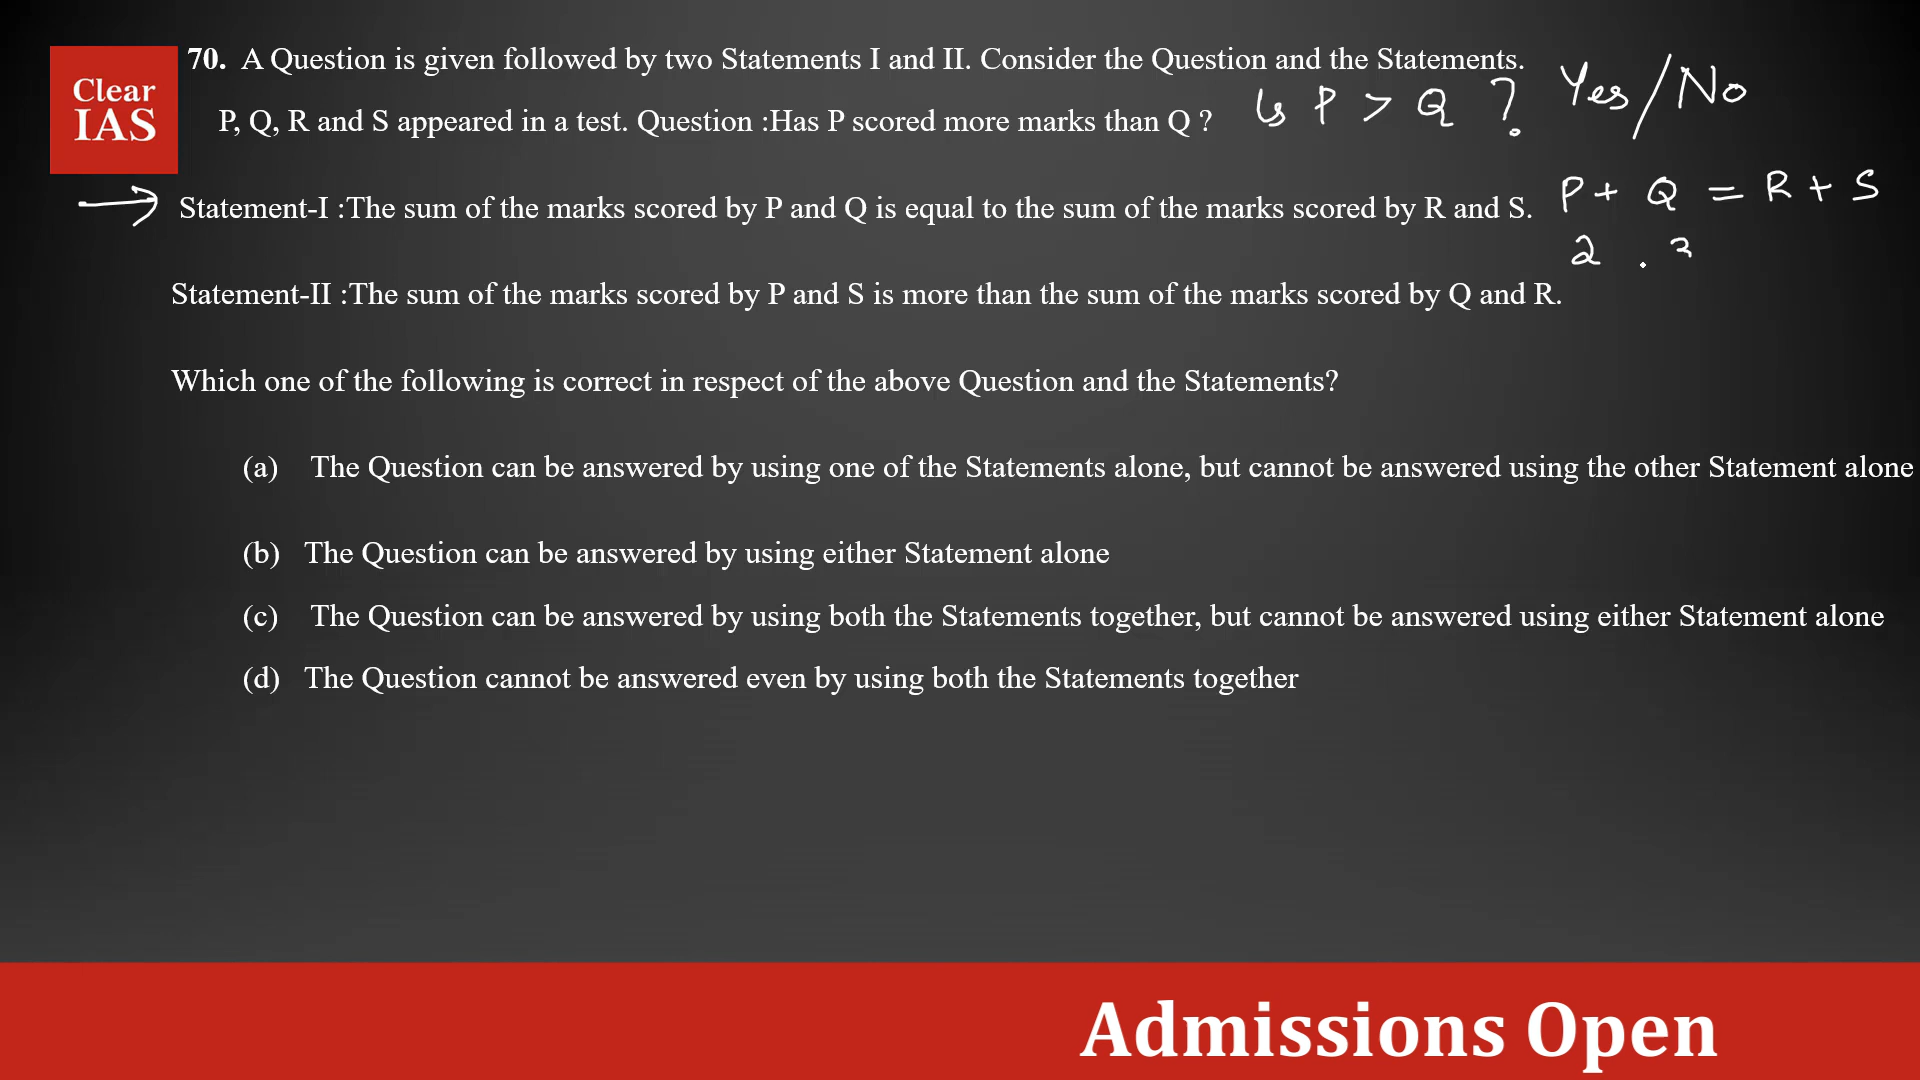 Clear
IAS
70. A Question is given followed by two Statements I and II. Consider the Question and the Statements.
P, Q, R and S appeared in a test. Question :Has P scored more marks than Q ?
Is P > Q ? Yes/No
Statement-I :The sum of the marks scored by P and Q is equal to the sum of the marks scored by R and S.
P + Q = R + S
2 . 3
Statement-II :The sum of the marks scored by P and S is more than the sum of the marks scored by Q and R.
Which one of the following is correct in respect of the above Question and the Statements?
(a) The Question can be answered by using one of the Statements alone, but cannot be answered using the other Statement alone
(b) The Question can be answered by using either Statement alone
(c) The Question can be answered by using both the Statements together, but cannot be answered using either Statement alone
(d) The Question cannot be answered even by using both the Statements together
Admissions Open